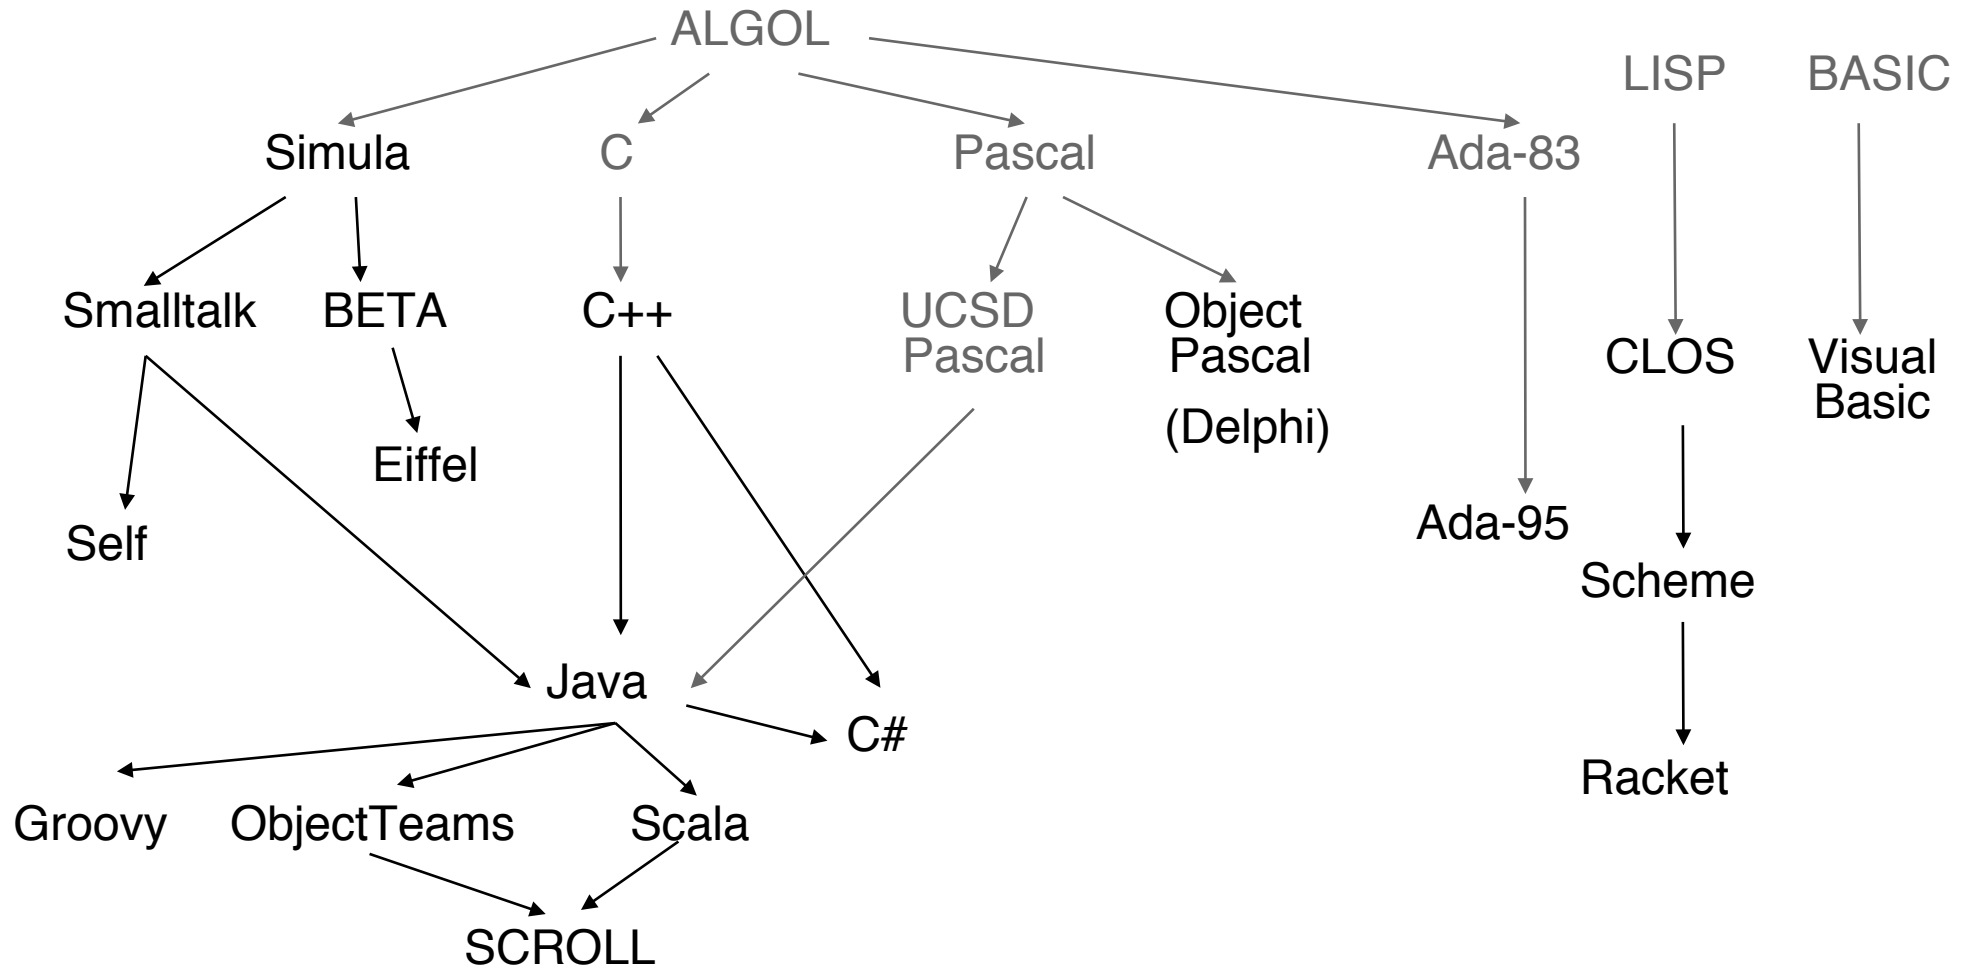 ALGOL
LISP
BASIC
Simula
C
Pascal
Ada-83
Smalltalk
BETA
C++
UCSD
Pascal
Object
Pascal
(Delphi)
CLOS
Visual
Basic
Eiffel
Self
Ada-95
Scheme
Java
C#
Racket
Groovy
ObjectTeams
Scala
SCROLL